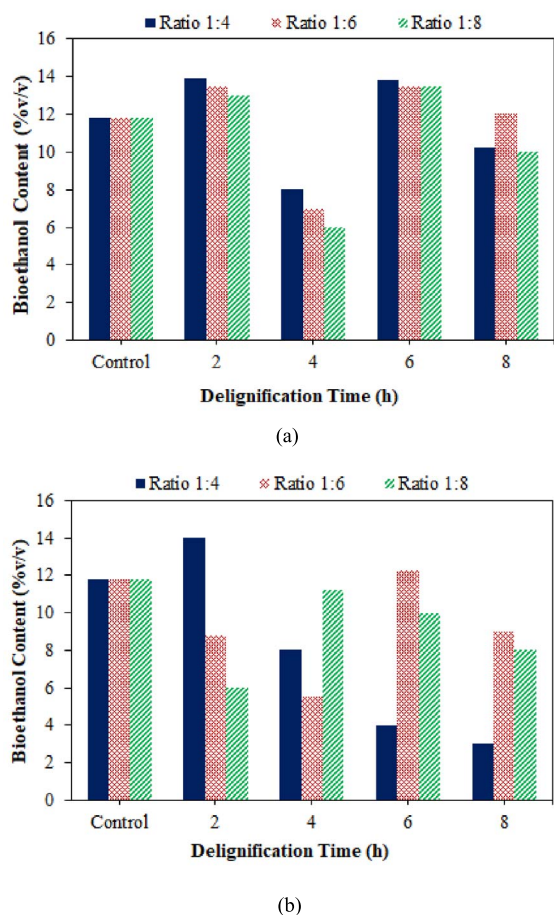 Ratio 1:4 Ratio 1:6 Ratio 1:8
16
14
12
10
8
6
4
2
0
Bioethanol Content (%v/v)
Control 2 4 6 8
Delignification Time (h)
(a)
Ratio 1:4 Ratio 1:6 Ratio 1:8
16
14
12
10
8
6
4
2
0
Bioethanol Content (%v/v)
Control 2 4 6 8
Delignification Time (h)
(b)